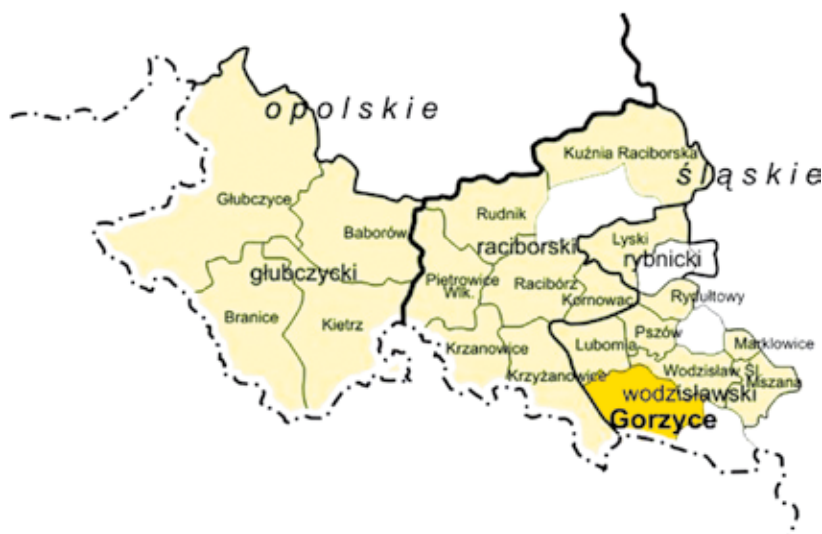 opolskie
Kuźnia Raciborska
śląskie
Głubczyce
Rudnik
Baborów
raciborski
Lyski
rybnicki
głubczycki
Pietrowice
Wlk.
Racibórz
Kornowac
Rydułtowy
Branice
Kietrz
Pszów
Lubomia
Marklowice
Krzanowice
Krzyżanowice
Wodzisław Śl.
Mszana
wodzisławski
Gorzyce